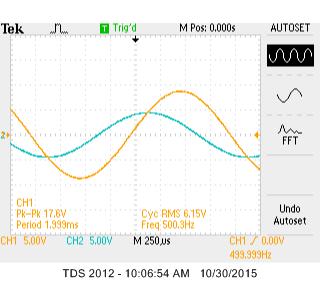 Tek Trig'd M Pos: 0.000s AUTOSET
FFT
2
CH1
Pk-Pk 17.6V Cyc RMS 6.15V
Period 1.999ms Freq 500.3Hz
Undo
Autoset
CH1 5.00V CH2 5.00V M 250µs CH1 / 0.00V
499.999Hz
TDS 2012 - 10:06:54 AM 10/30/2015